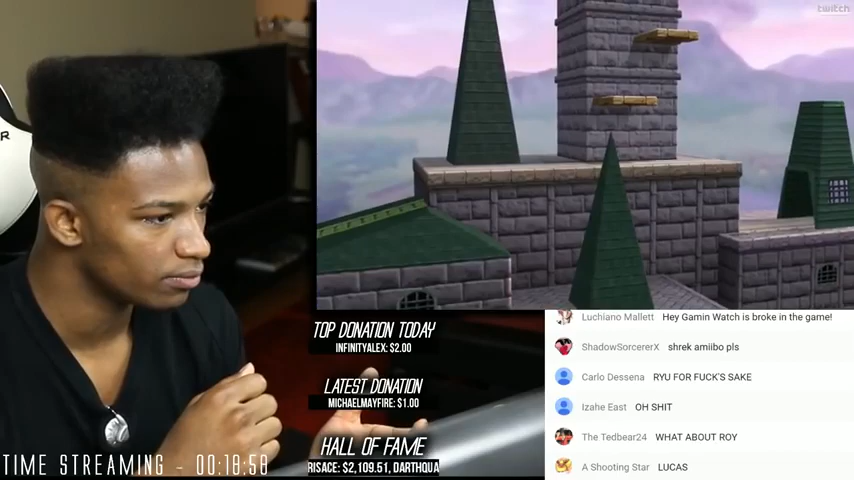 twitch
R
TOP DONATION TODAY
INFINITYALEX: $2.00
LATEST DONATION
MICHAELMAYFIRE: $1.00
HALL OF FAME
RISACE: $2,109.51, DARTHQUA
TIME STREAMING - 00:18:58
Luchiano Mallett Hey Gamin Watch is broke in the game!
ShadowSorcererX shrek amiibo pls
Carlo Dessena RYU FOR FUCK'S SAKE
Izahe East OH SHIT
The Tedbear24 WHAT ABOUT ROY
A Shooting Star LUCAS